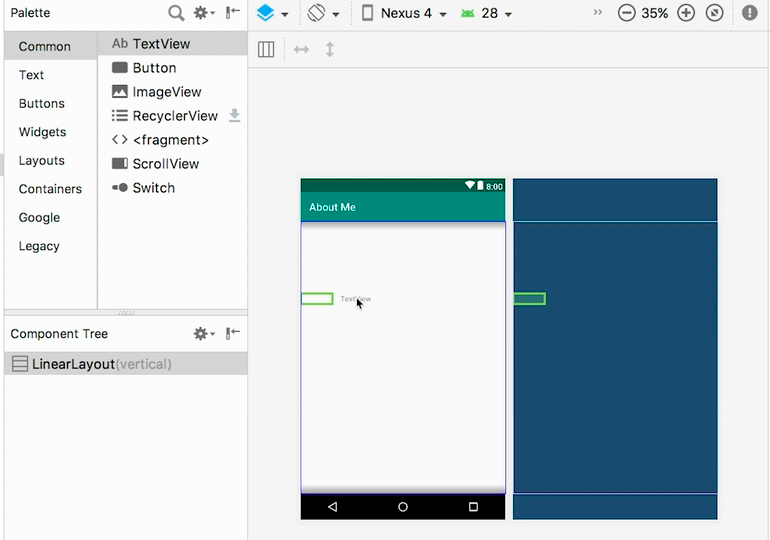 Palette
Nexus 4
28
35%
Common
Text
Buttons
Widgets
Layouts
Containers
Google
Legacy
Ab TextView
Button
ImageView
RecyclerView
<fragment>
ScrollView
Switch
Component Tree
LinearLayout(vertical)
8:00
About Me
TextView